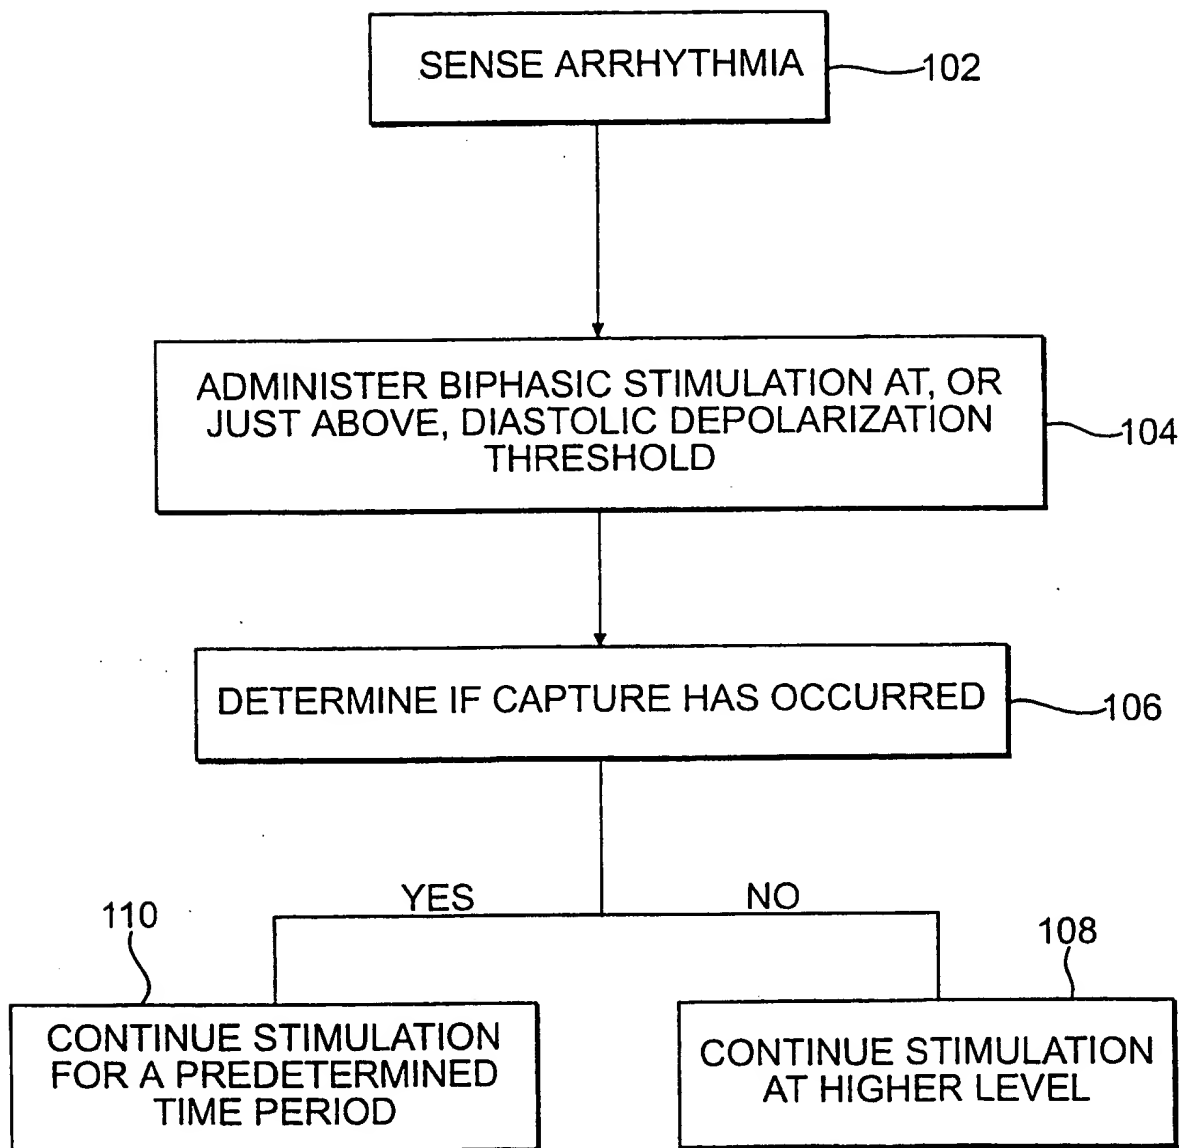 SENSE ARRHYTHMIA
102
ADMINISTER BIPHASIC STIMULATION AT, OR
JUST ABOVE, DIASTOLIC DEPOLARIZATION
THRESHOLD
104
DETERMINE IF CAPTURE HAS OCCURRED
106
YES
NO
110
108
CONTINUE STIMULATION
FOR A PREDETERMINED
TIME PERIOD
CONTINUE STIMULATION
AT HIGHER LEVEL